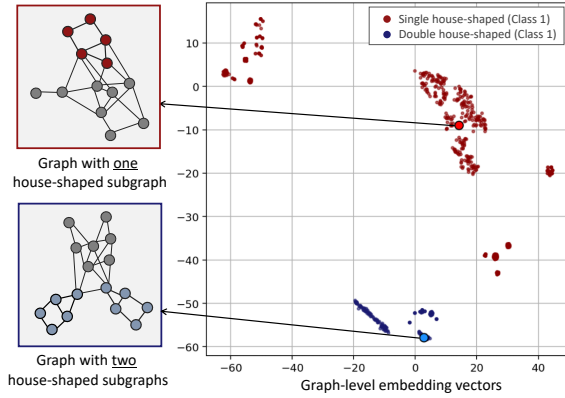 Graph with one
house-shaped subgraph
Graph with two
house-shaped subgraphs
Single house-shaped (Class 1)
Double house-shaped (Class 1)
10
0
−10
−20
−30
−40
−50
−60
−60
−40
−20
0
20
40
Graph-level embedding vectors